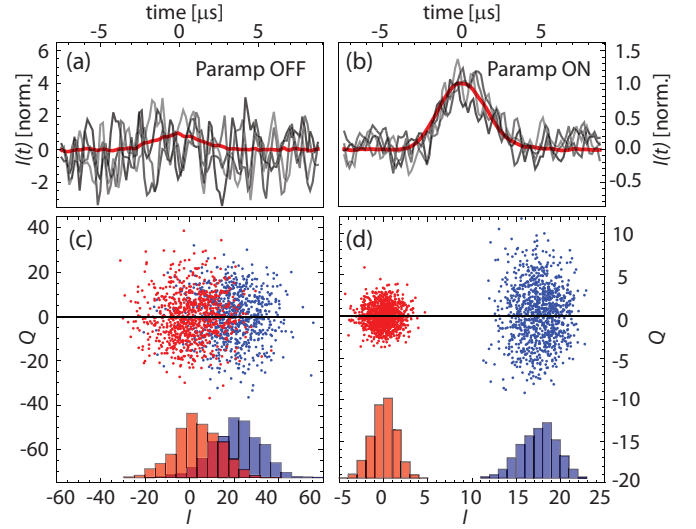 time [μs] time [μs]
-5 0 5 -5 0 5
(a) Paramp OFF (b) Paramp ON
I(t) [norm.] 6 4 2 0 -2
1.5 1.0 0.5 0.0 -0.5 I(t) [norm.]
(c) (d)
Q 40 20 0 -20 -40 -60
10 5 0 -5 -10 -15 -20 Q
-60 -40 -20 0 20 40 60 -5 0 5 10 15 20 25
I I